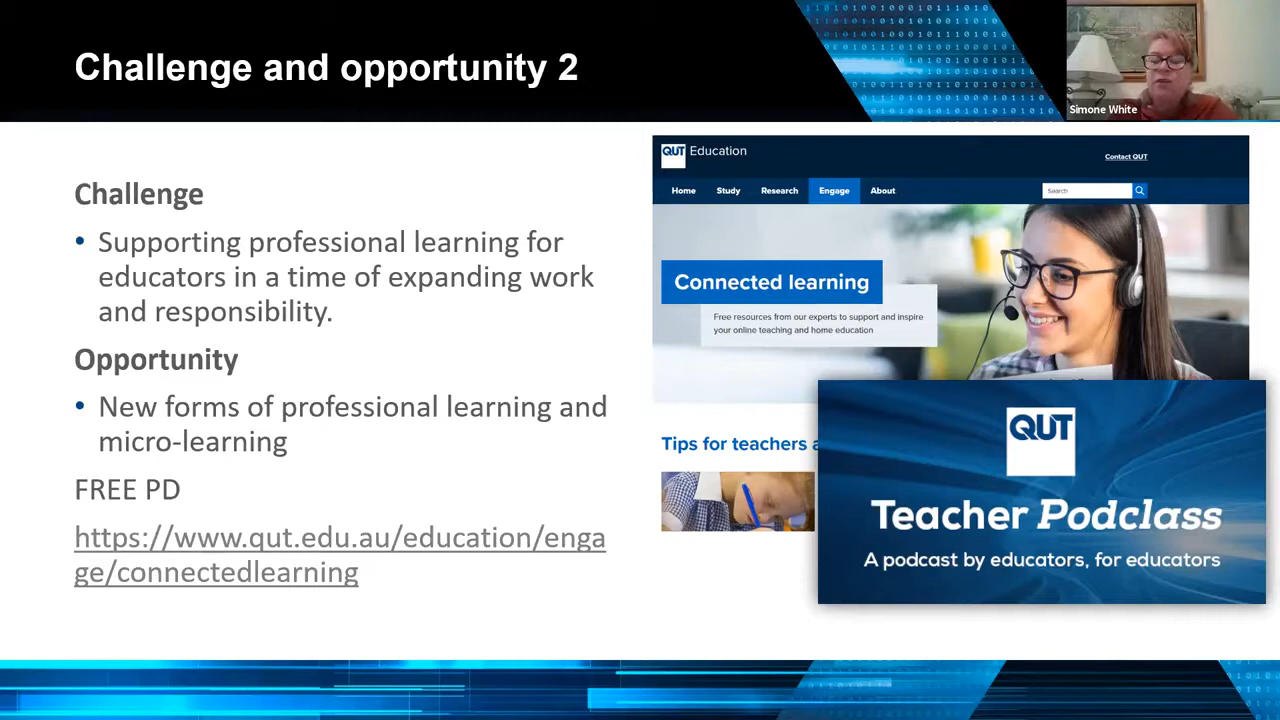 Challenge and opportunity 2
Simone White
Challenge
• Supporting professional learning for
educators in a time of expanding work
and responsibility.
Opportunity
• New forms of professional learning and
micro-learning
FREE PD
https://www.qut.edu.au/education/enga
ge/connectedlearning
QUT Education
Contact QUT
Home Study Research Engage About
Search
Connected learning
Free resources from our experts to support and inspire
your online teaching and home education
Tips for teachers a
QUT
Teacher Podclass
A podcast by educators, for educators